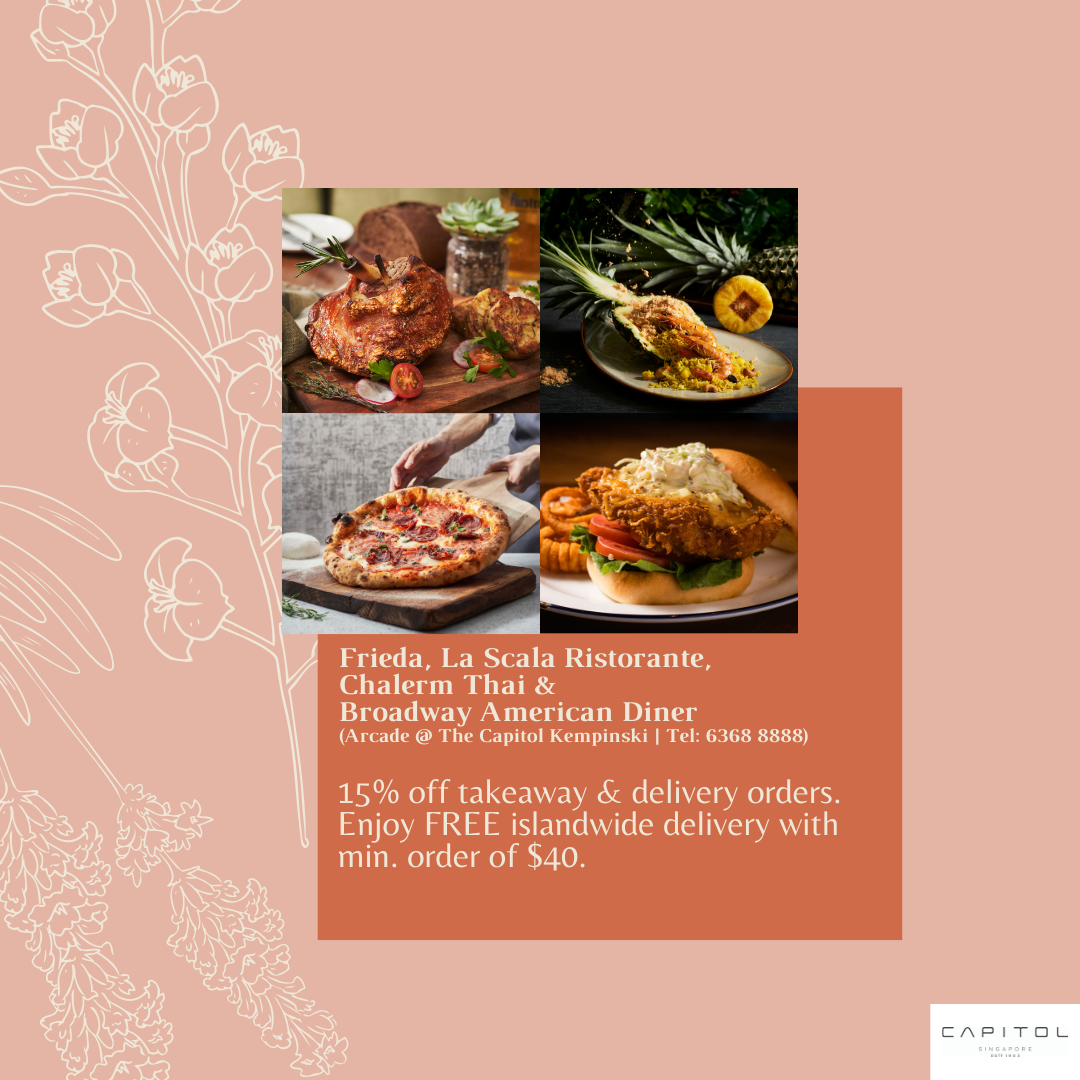 Frieda, La Scala Ristorante,
Chalerm Thai &
Broadway American Diner
(Arcade @ The Capitol Kempinski | Tel: 6368 8888)
15% off takeaway & delivery orders.
Enjoy FREE islandwide delivery with
min. order of $40.
CAPITOL
SINGAPORE